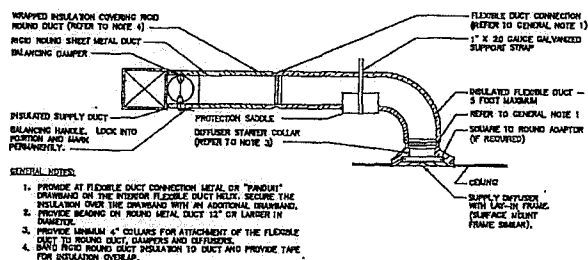 WRAPPED INSULATION COVERING RIGID
ROUND DUCT (REFER TO NOTE 4)
RIGID ROUND SHEET METAL DUCT
BALANCING DAMPER
FLEXIBLE DUCT CONNECTION
(REFER TO GENERAL NOTE 1)
1" X 20 GAUGE GALVANIZED
SUPPORT STRAP
INSULATED SUPPLY DUCT
BALANCING HANDLE. LOCK INTO
POSITION AND MARK
PERMANENTLY.
PROTECTION SADDLE
DIFFUSER STARTER COLLAR
(REFER TO NOTE 3)
INSULATED FLEXIBLE DUCT –
5 FOOT MAXIMUM
REFER TO GENERAL NOTE 1
SQUARE TO ROUND ADAPTOR
(IF REQUIRED)
CEILING
SUPPLY DIFFUSER
WITH LAY-IN FRAME.
(SURFACE MOUNT
FRAME SIMILAR).
GENERAL NOTES:
1. PROVIDE AT FLEXIBLE DUCT CONNECTION METAL OR "PANDUIT"
DRAWBAND ON THE INTERIOR FLEXIBLE DUCT HELIX. SECURE THE
INSULATION OVER THE DRAWBAND WITH AN ADDITIONAL DRAWBAND.
2. PROVIDE BEADING ON ROUND METAL DUCT 12" OR LARGER IN
DIAMETER.
3. PROVIDE MINIMUM 4" COLLARS FOR ATTACHMENT OF THE FLEXIBLE
DUCT TO ROUND DUCT, DAMPERS AND DIFFUSERS.
4. BAND RIGID ROUND DUCT INSULATION TO DUCT AND PROVIDE TAPE
FOR INSULATION OVERLAP.